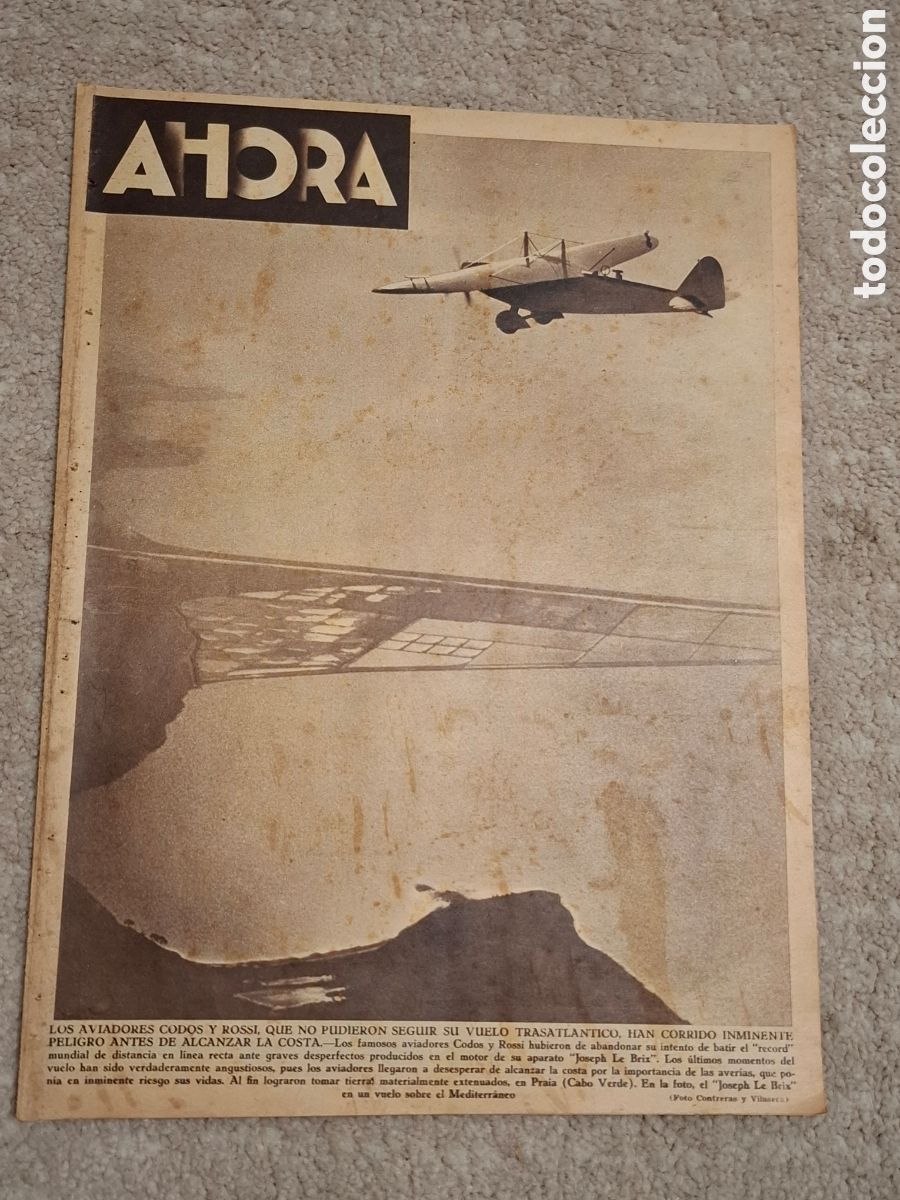 AHORA
LOS AVIADORES CODOS Y ROSSI, QUE NO PUDIERON SEGUIR SU VUELO TRASATLANTICO, HAN CORRIDO INMINENTE
PELIGRO ANTES DE ALCANZAR LA COSTA.—Los famosos aviadores Codos y Rossi hubieron de abandonar su intento de batir el "record"
mundial de distancia en línea recta ante graves desperfectos producidos en el motor de su aparato "Joseph Le Brix". Los últimos momentos del
vuelo han sido verdaderamente angustiosos, pues los aviadores llegaron a desesperar de alcanzar la costa por la importancia de las averías, que po-
nía en inminente riesgo sus vidas. Al fin lograron tomar tierra, materialmente extenuados, en Praia (Cabo Verde). En la foto, el "Joseph Le Brix"
en un vuelo sobre el Mediterráneo
(Foto Contreras y Vilaseca)
todocoleccion